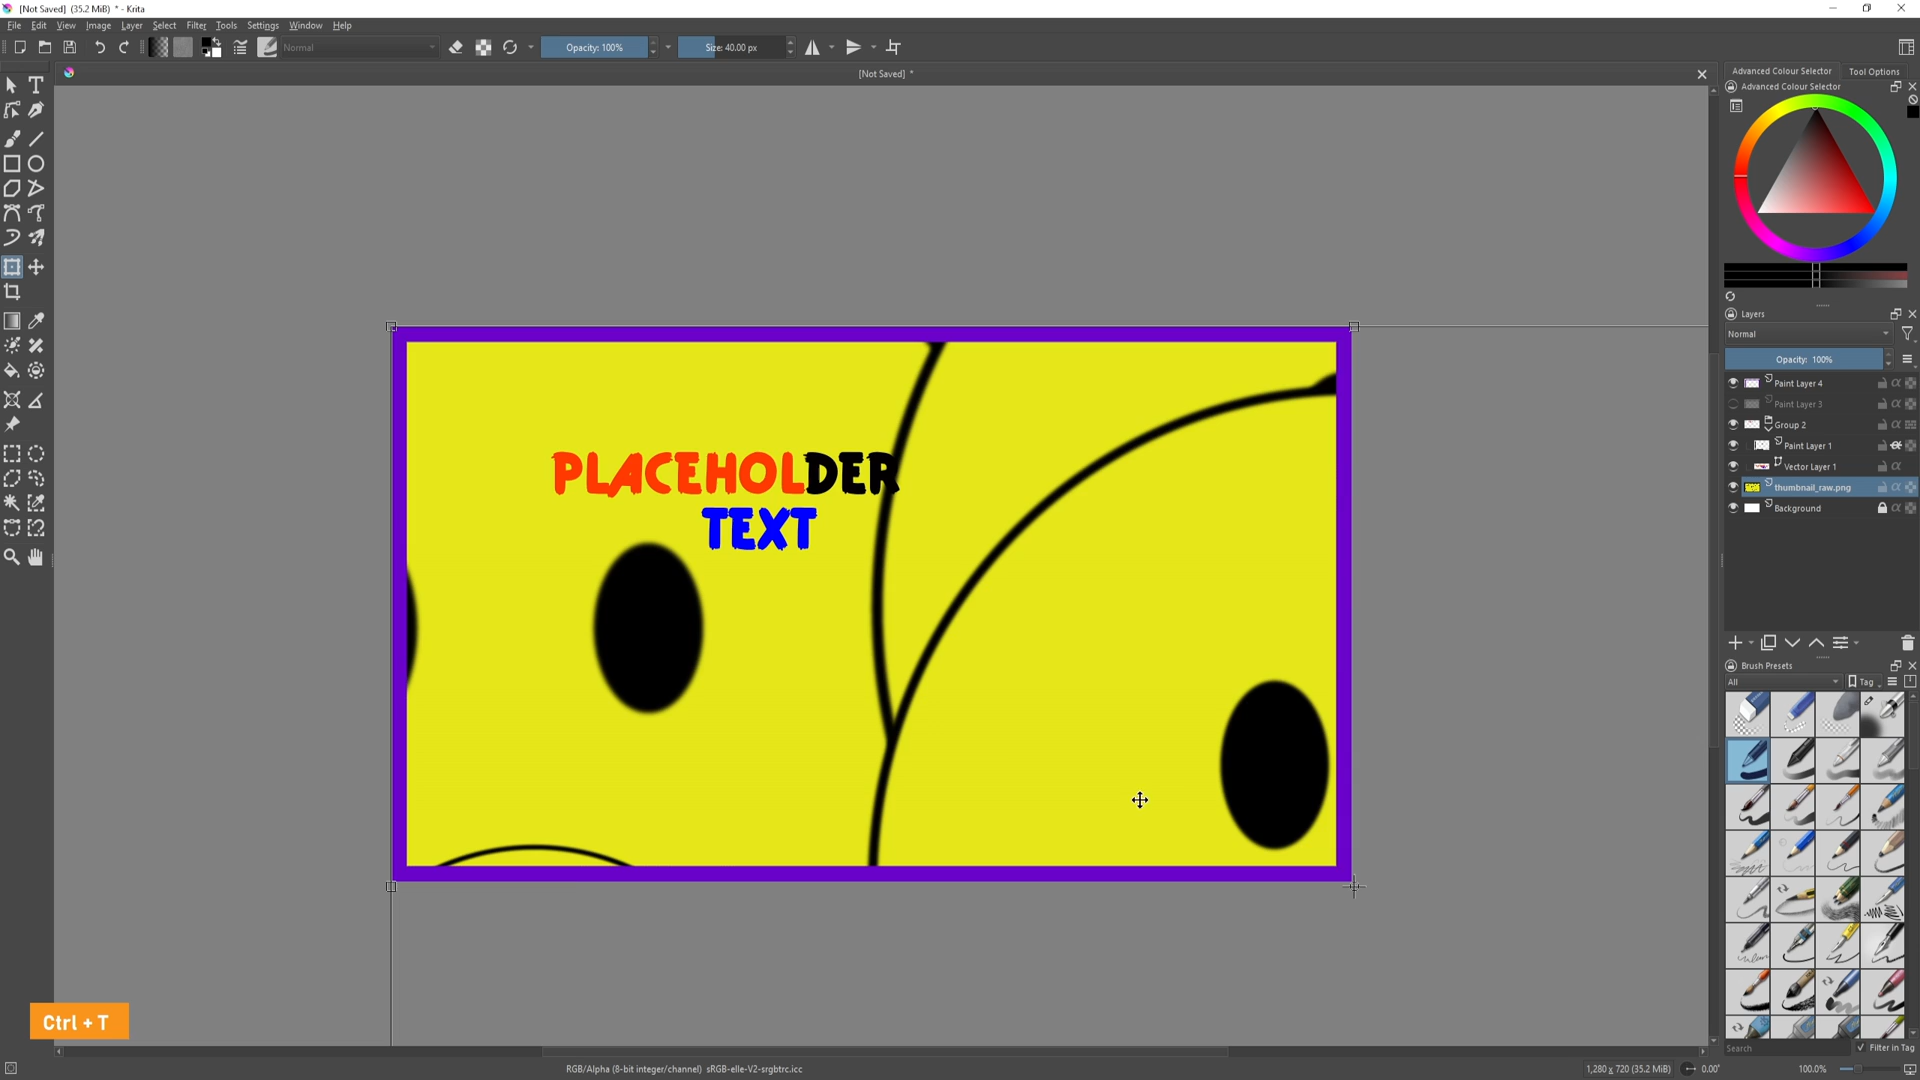 [Not Saved] (35.2 MiB) * - Krita
File Edit View Image Layer Select Filter Tools Settings Window Help
Normal
Opacity: 100%
Size: 40.00 px
[Not Saved] *
Advanced Colour Selector
Tool Options
Advanced Colour Selector
Layers
Normal
Opacity: 100%
Paint Layer 4
Paint Layer 3
Group 2
Paint Layer 1
Vector Layer 1
thumbnail_raw.png
Background
PLACEHOLDER
TEXT
Brush Presets
All
Tag
Ctrl + T
Search
Filter in Tag
RGB/Alpha (8-bit integer/channel) sRGB-elle-V2-srgbtrc.icc
1,280 x 720 (35.2 MiB)
0.00°
100.0%